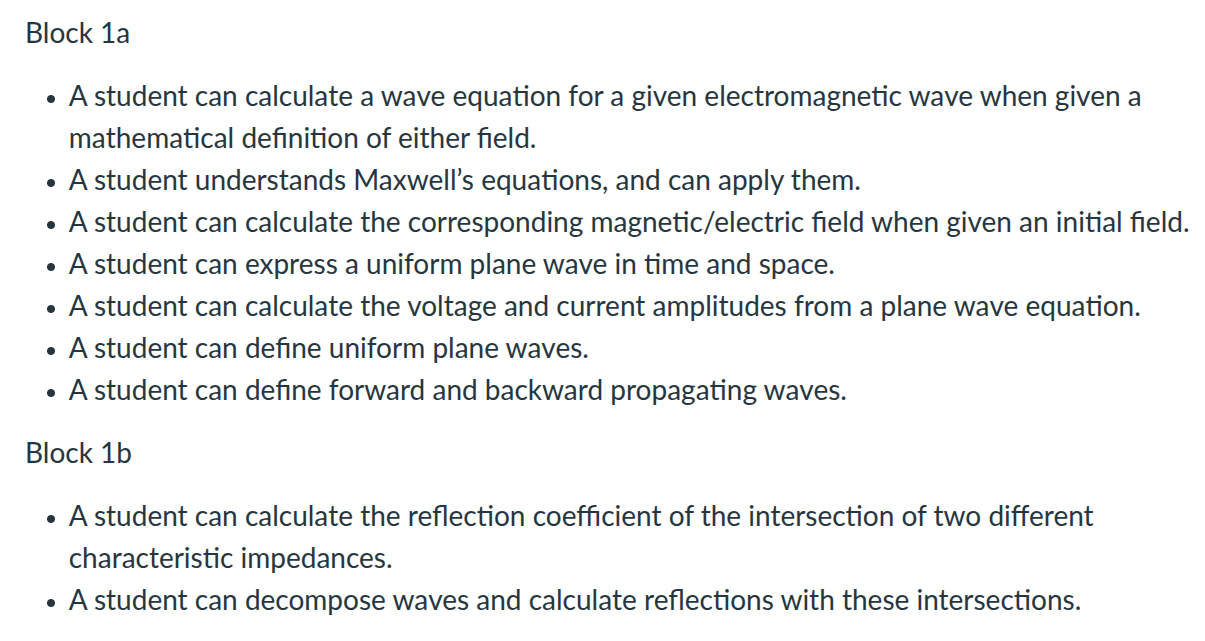 Block 1a
• A student can calculate a wave equation for a given electromagnetic wave when given a
mathematical definition of either field.
• A student understands Maxwell’s equations, and can apply them.
• A student can calculate the corresponding magnetic/electric field when given an initial field.
• A student can express a uniform plane wave in time and space.
• A student can calculate the voltage and current amplitudes from a plane wave equation.
• A student can define uniform plane waves.
• A student can define forward and backward propagating waves.
Block 1b
• A student can calculate the reflection coefficient of the intersection of two different
characteristic impedances.
• A student can decompose waves and calculate reflections with these intersections.